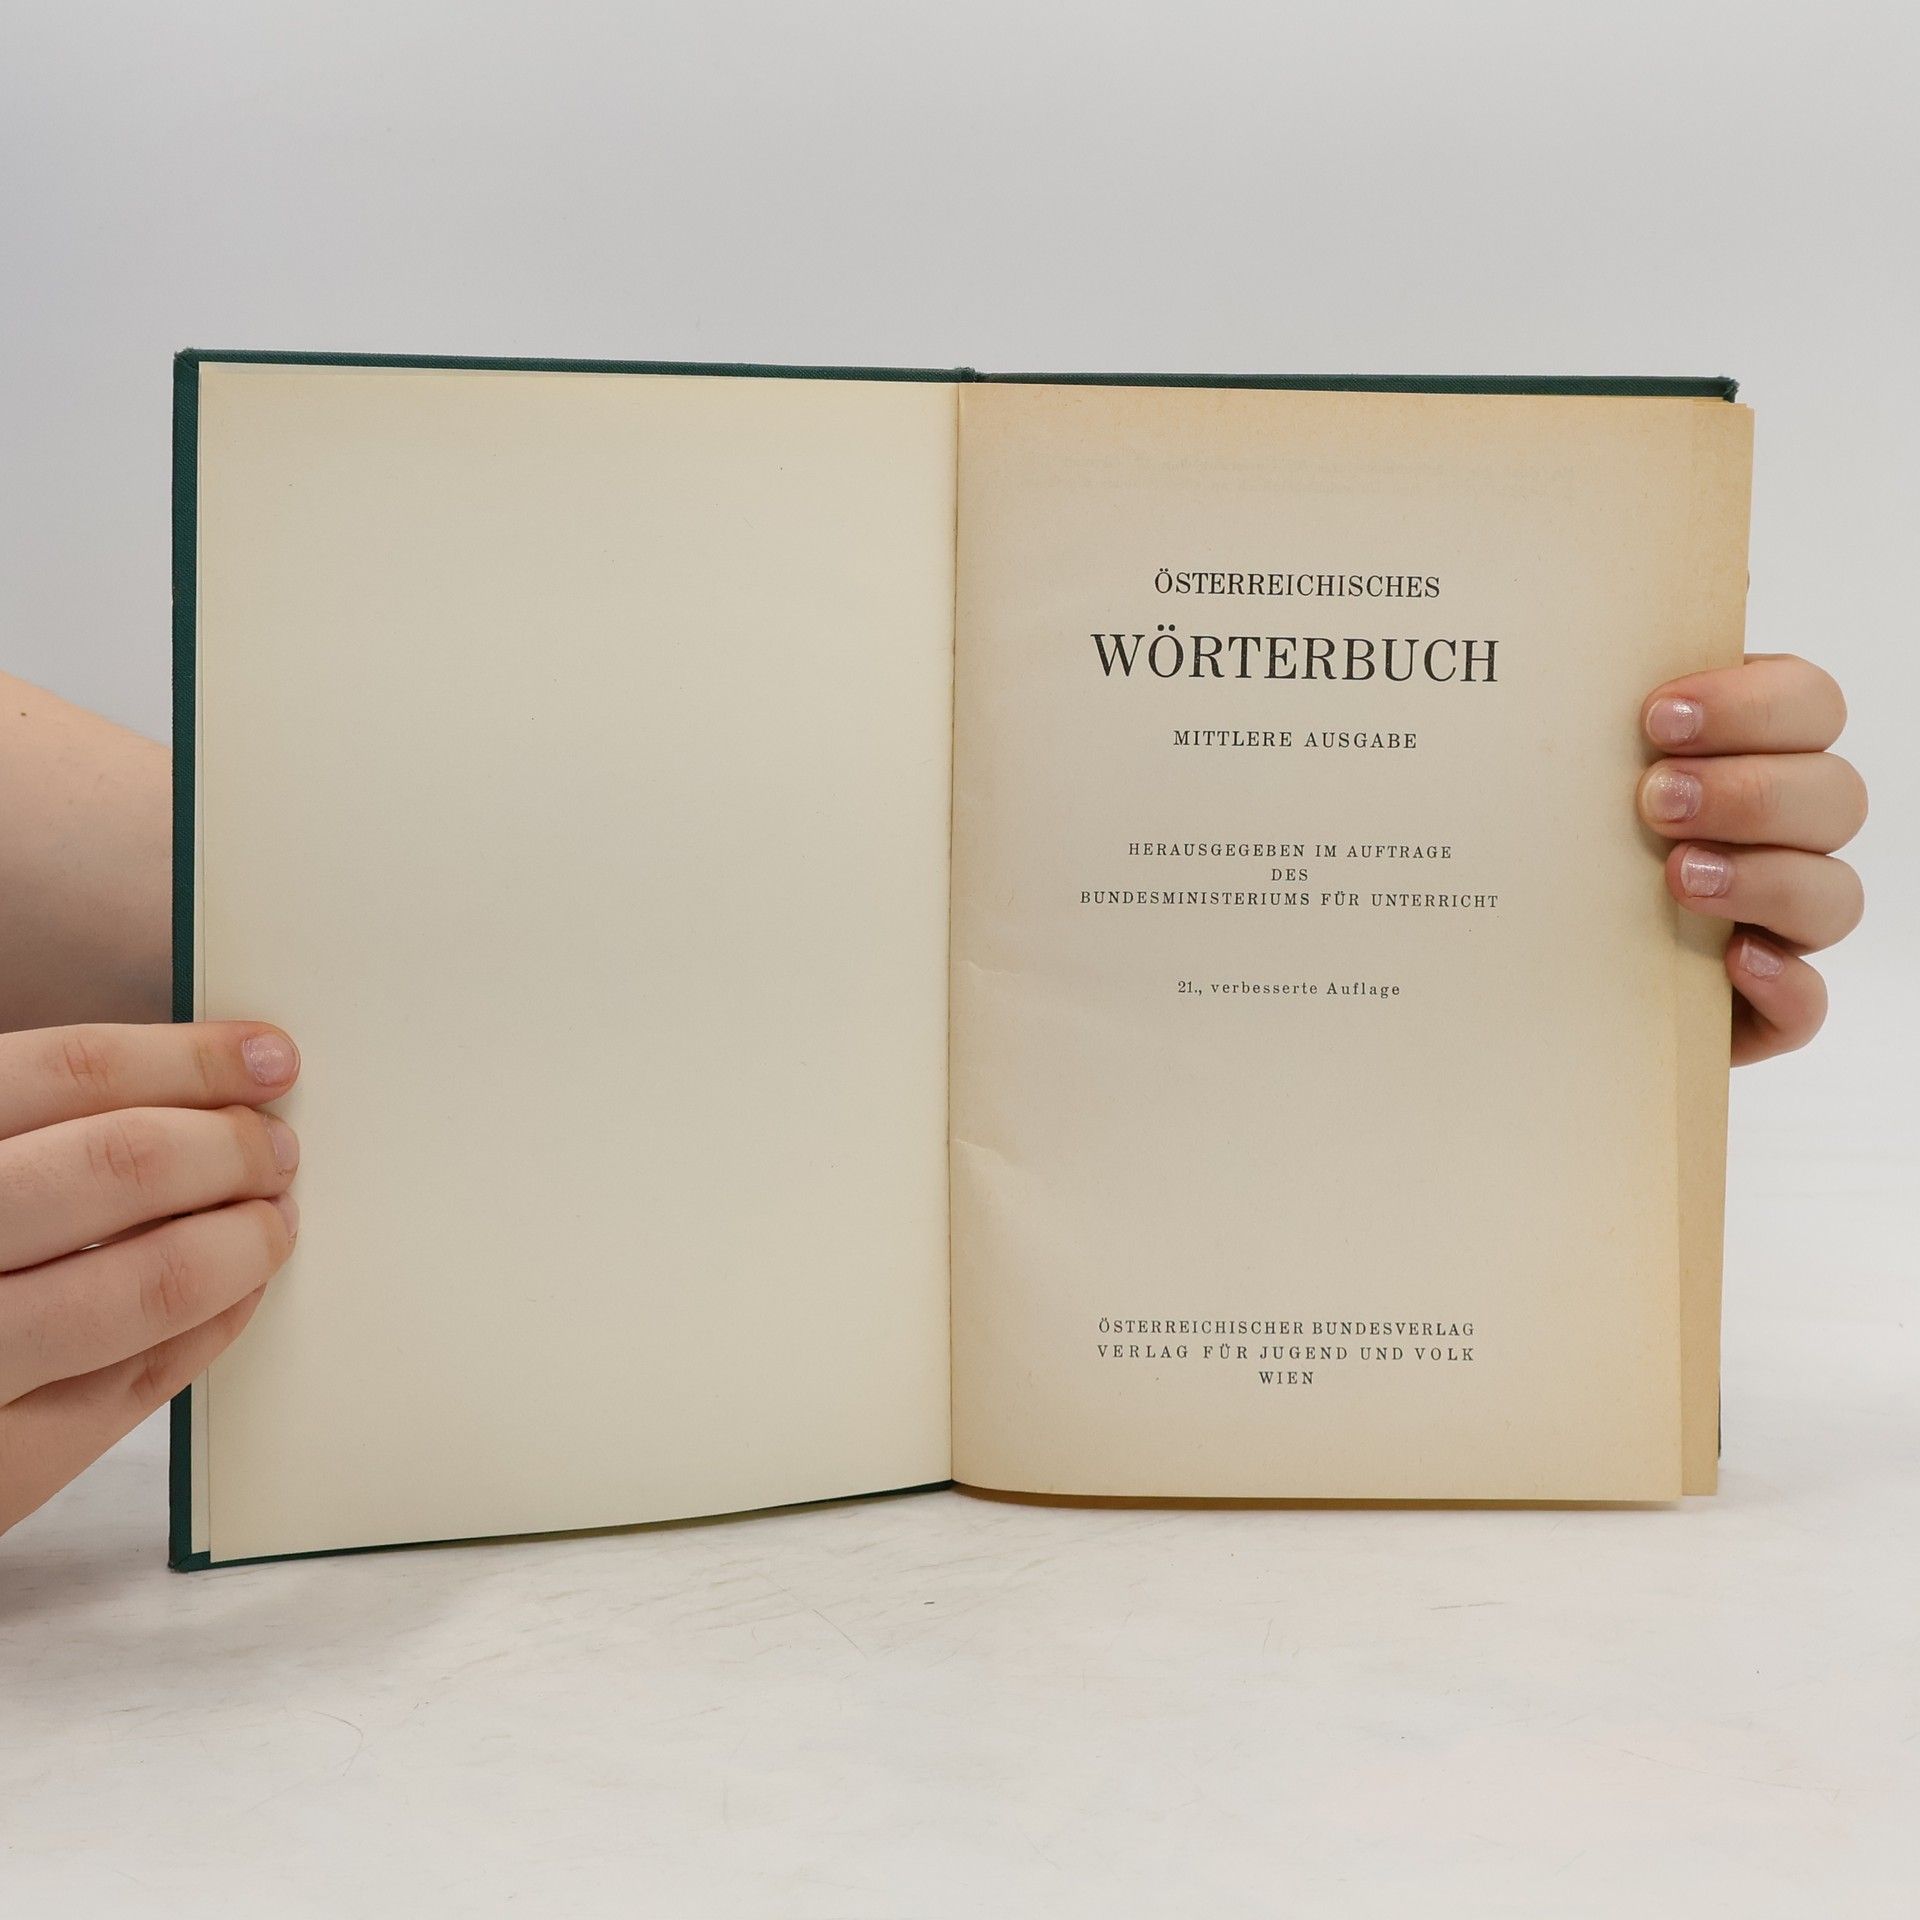 ÖSTERREICHISCHES
WÖRTERBUCH
MITTLERE AUSGABE
HERAUSGEGEBEN IM AUFTRAGE
DES
BUNDESMINISTERIUMS FÜR UNTERRICHT
21., verbesserte Auflage
ÖSTERREICHISCHER BUNDESVERLAG
VERLAG FÜR JUGEND UND VOLK
WIEN